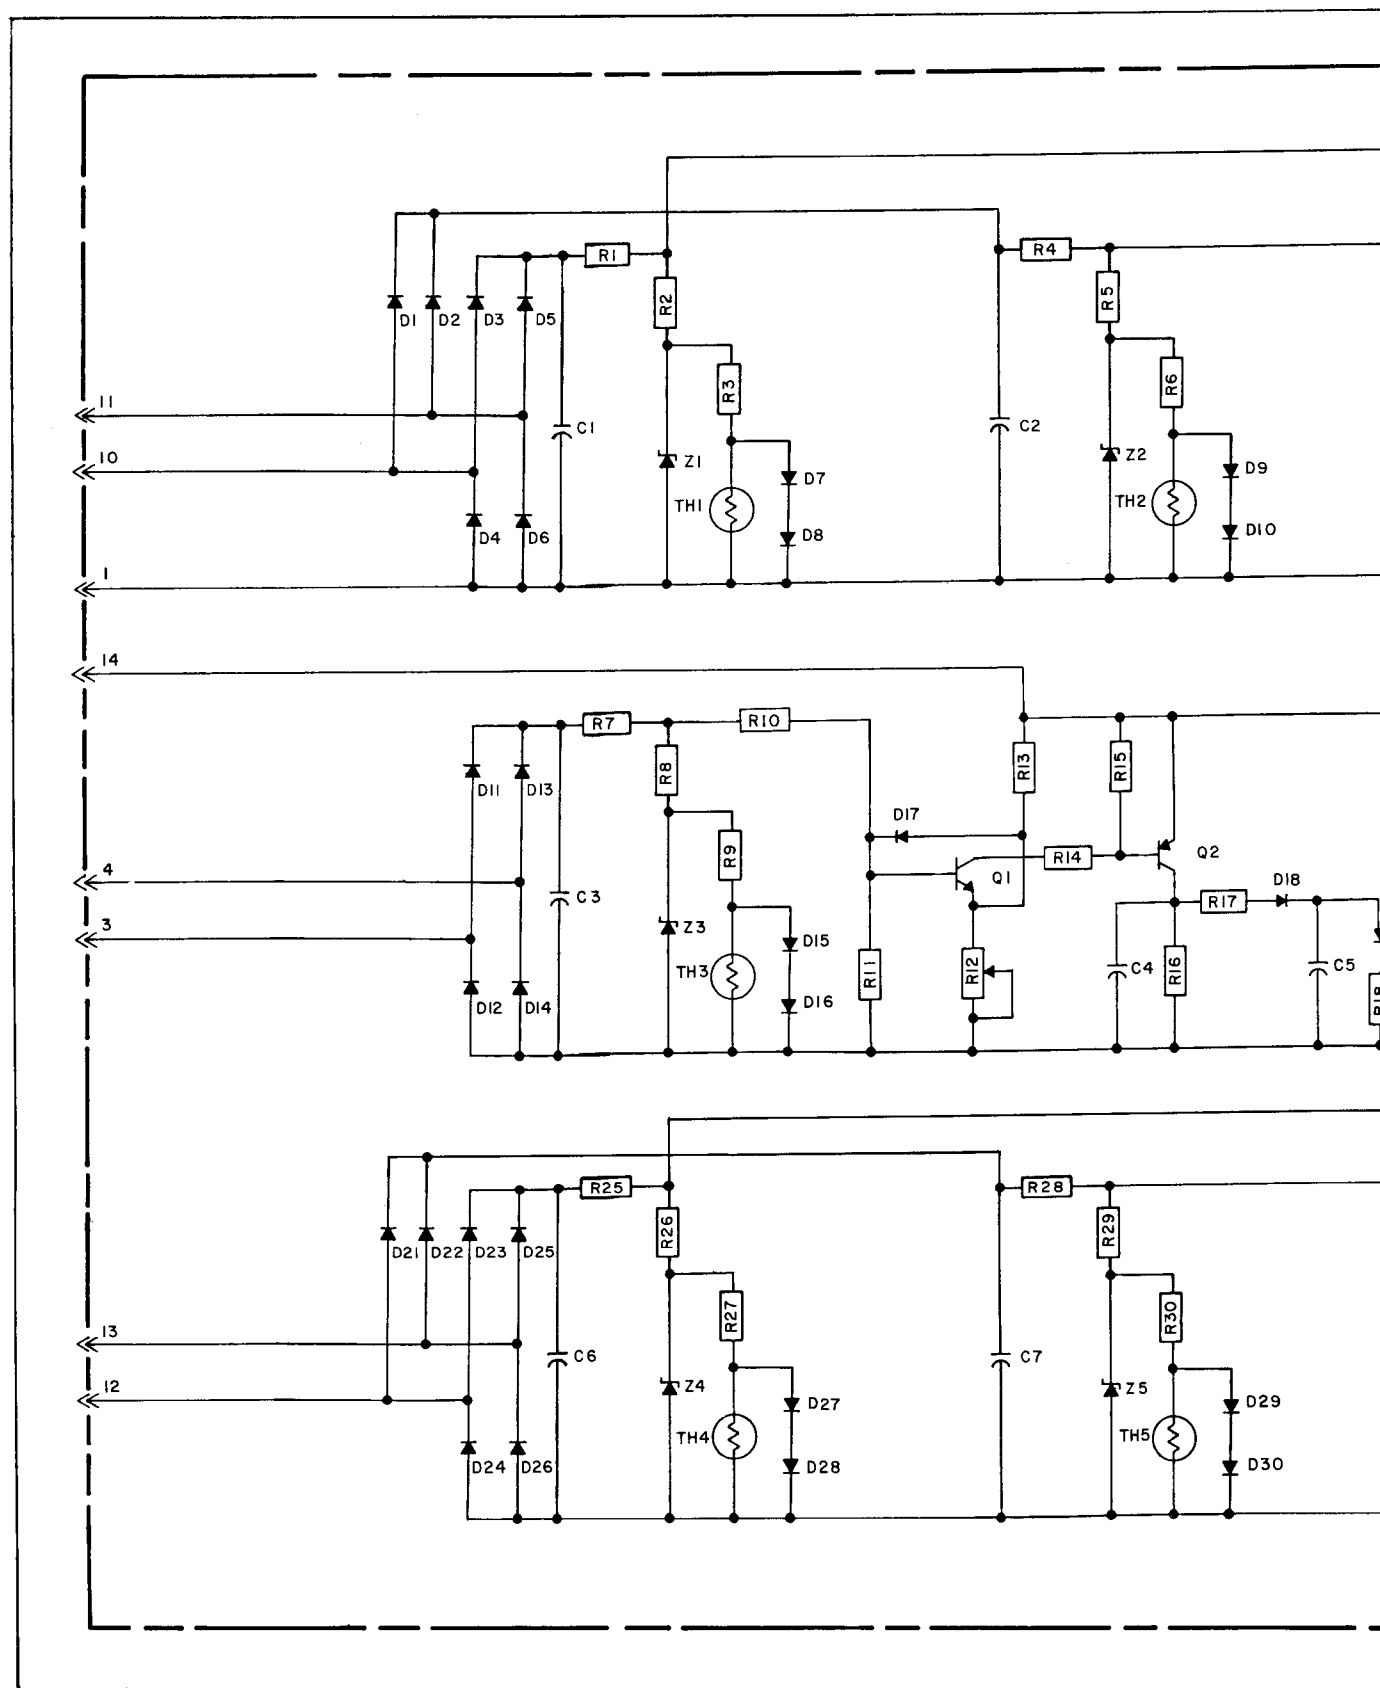 R1
R4
R2
R5
D1
D2
D3
D5
R3
R6
11
C1
C2
10
Z1
D7
Z2
D9
TH1
TH2
D4
D6
D8
D10
1
14
R7
R10
R8
R13
R15
D11
D13
D17
R9
R14
Q2
4
Q1
D18
C3
R17
3
Z3
D15
TH3
R11
R12
C4
R16
C5
D12
D14
D16
R18
R25
R28
R26
R29
D21
D22
D23
D25
R27
R30
13
C6
C7
12
Z4
D27
Z5
D29
TH4
TH5
D24
D26
D28
D30